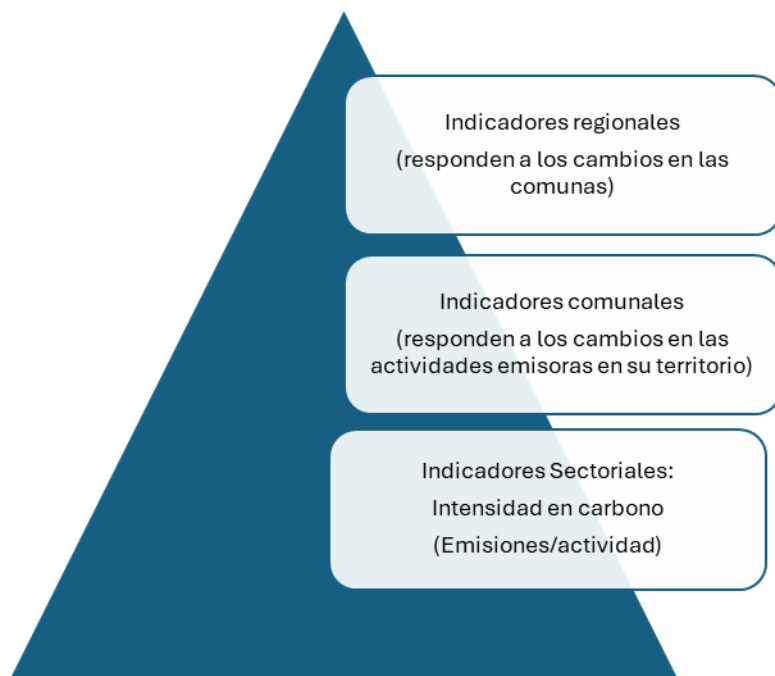 Indicadores regionales
(responden a los cambios en las
comunas)
Indicadores comunales
(responden a los cambios en las
actividades emisoras en su territorio)
Indicadores Sectoriales:
Intensidad en carbono
(Emisiones/actividad)